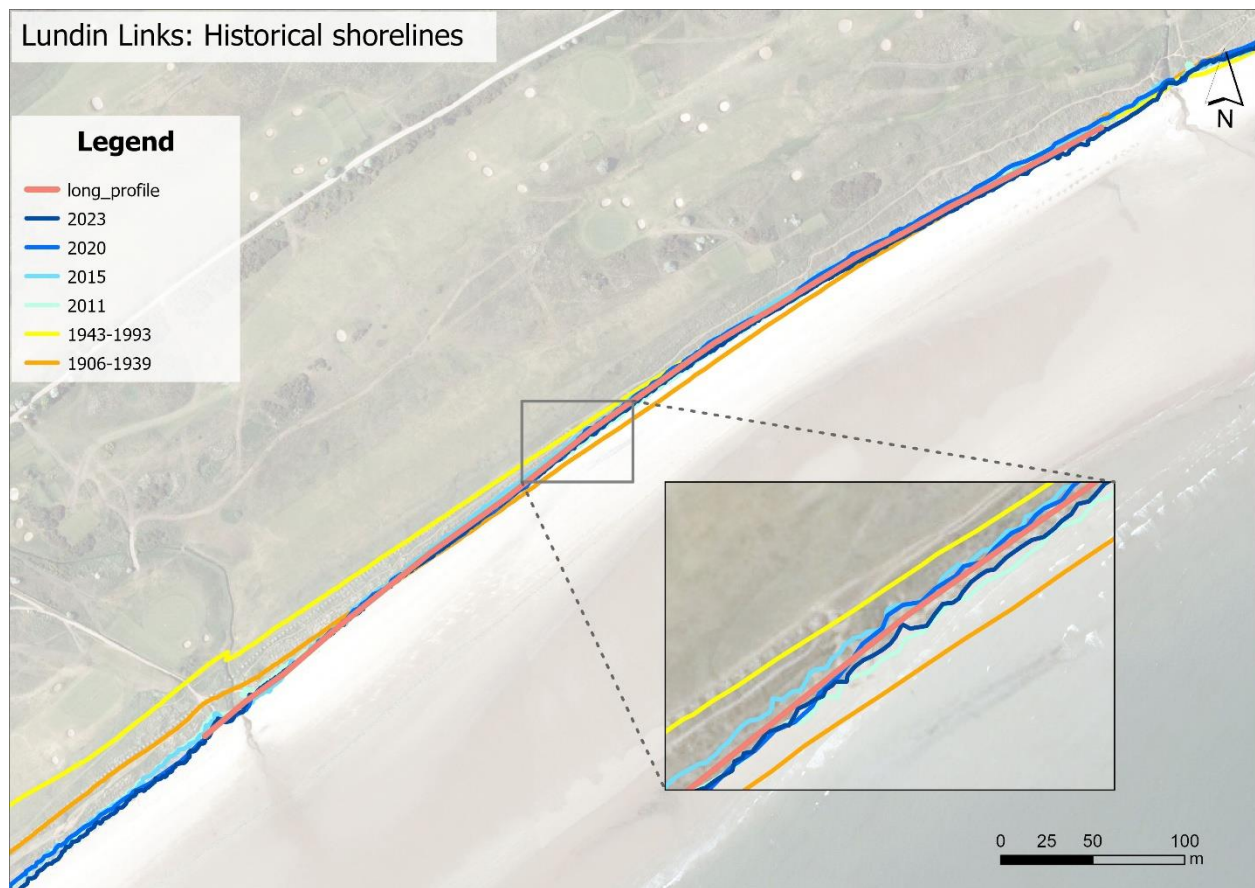 Lundin Links: Historical shorelines
Legend
long_profile
2023
2020
2015
2011
1943-1993
1906-1939
N
0 25 50 100
m